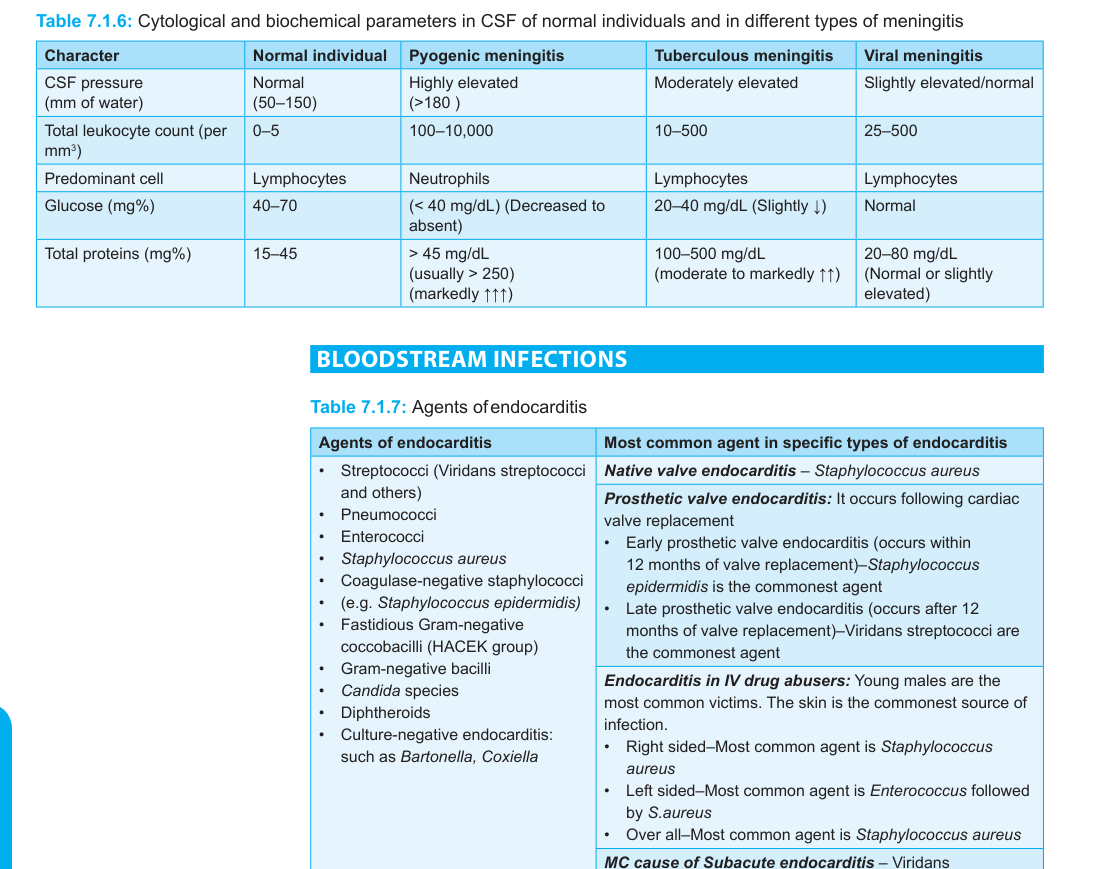 Table 7.1.6: Cytological and biochemical parameters in CSF of normal individuals and in different types of meningitis
Character Normal individual Pyogenic meningitis Tuberculous meningitis Viral meningitis
CSF pressure Normal Highly elevated Moderately elevated Slightly elevated/normal
(mm of water) (50–150) (>180 )
Total leukocyte count (per 0–5 100–10,000 10–500 25–500
mm³)
Predominant cell Lymphocytes Neutrophils Lymphocytes Lymphocytes
Glucose (mg%) 40–70 (< 40 mg/dL) (Decreased to 20–40 mg/dL (Slightly ↓) Normal
absent)
Total proteins (mg%) 15–45 > 45 mg/dL 100–500 mg/dL 20–80 mg/dL
(usually > 250) (moderate to markedly ↑↑) (Normal or slightly
(markedly ↑↑↑) elevated)
BLOODSTREAM INFECTIONS
Table 7.1.7: Agents of endocarditis
Agents of endocarditis
• Streptococci (Viridans streptococci
and others)
• Pneumococci
• Enterococci
• Staphylococcus aureus
• Coagulase-negative staphylococci
• (e.g. Staphylococcus epidermidis)
• Fastidious Gram-negative
coccobacilli (HACEK group)
• Gram-negative bacilli
• Candida species
• Diphtheroids
• Culture-negative endocarditis:
such as Bartonella, Coxiella
Most common agent in specific types of endocarditis
Native valve endocarditis – Staphylococcus aureus
Prosthetic valve endocarditis: It occurs following cardiac
valve replacement
• Early prosthetic valve endocarditis (occurs within
12 months of valve replacement)–Staphylococcus
epidermidis is the commonest agent
• Late prosthetic valve endocarditis (occurs after 12
months of valve replacement)–Viridans streptococci are
the commonest agent
Endocarditis in IV drug abusers: Young males are the
most common victims. The skin is the commonest source of
infection.
• Right sided–Most common agent is Staphylococcus
aureus
• Left sided–Most common agent is Enterococcus followed
by S.aureus
• Over all–Most common agent is Staphylococcus aureus
MC cause of Subacute endocarditis – Viridans